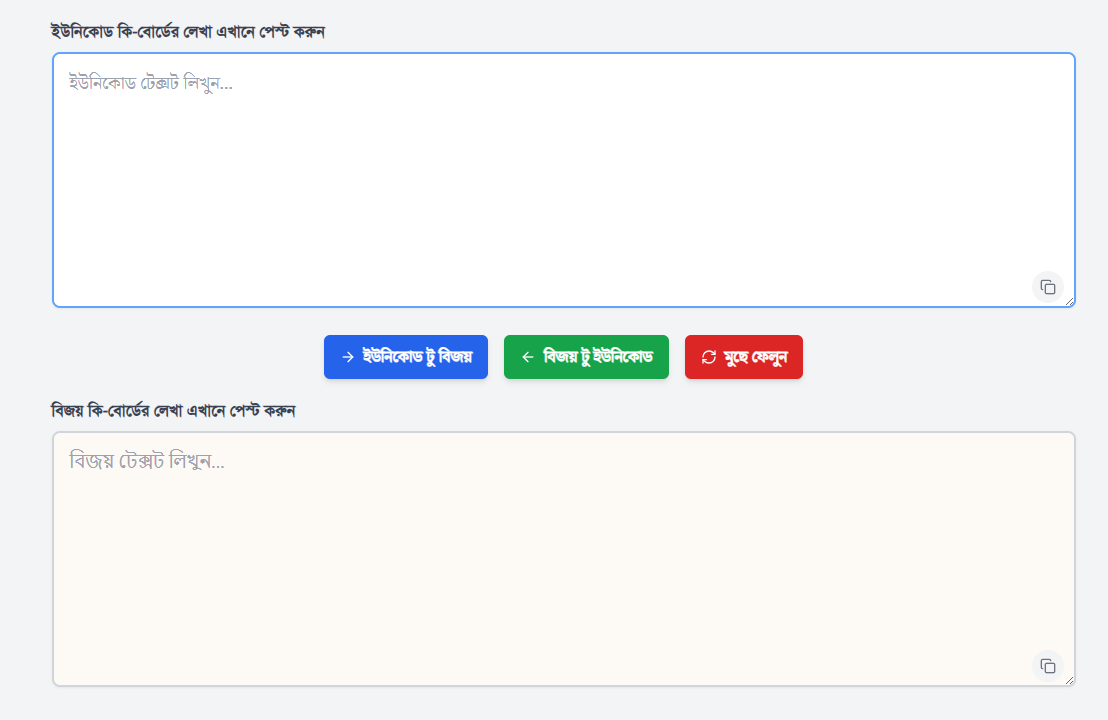 ইউনিকোড কি-বোর্ডের লেখা এখানে পেস্ট করুন
ইউনিকোড টেক্সট লিখুন...
ইউনিকোড টু বিজয়
বিজয় টু ইউনিকোড
মুছে ফেলুন
বিজয় কি-বোর্ডের লেখা এখানে পেস্ট করুন
বিজয় টেক্সট লিখুন...